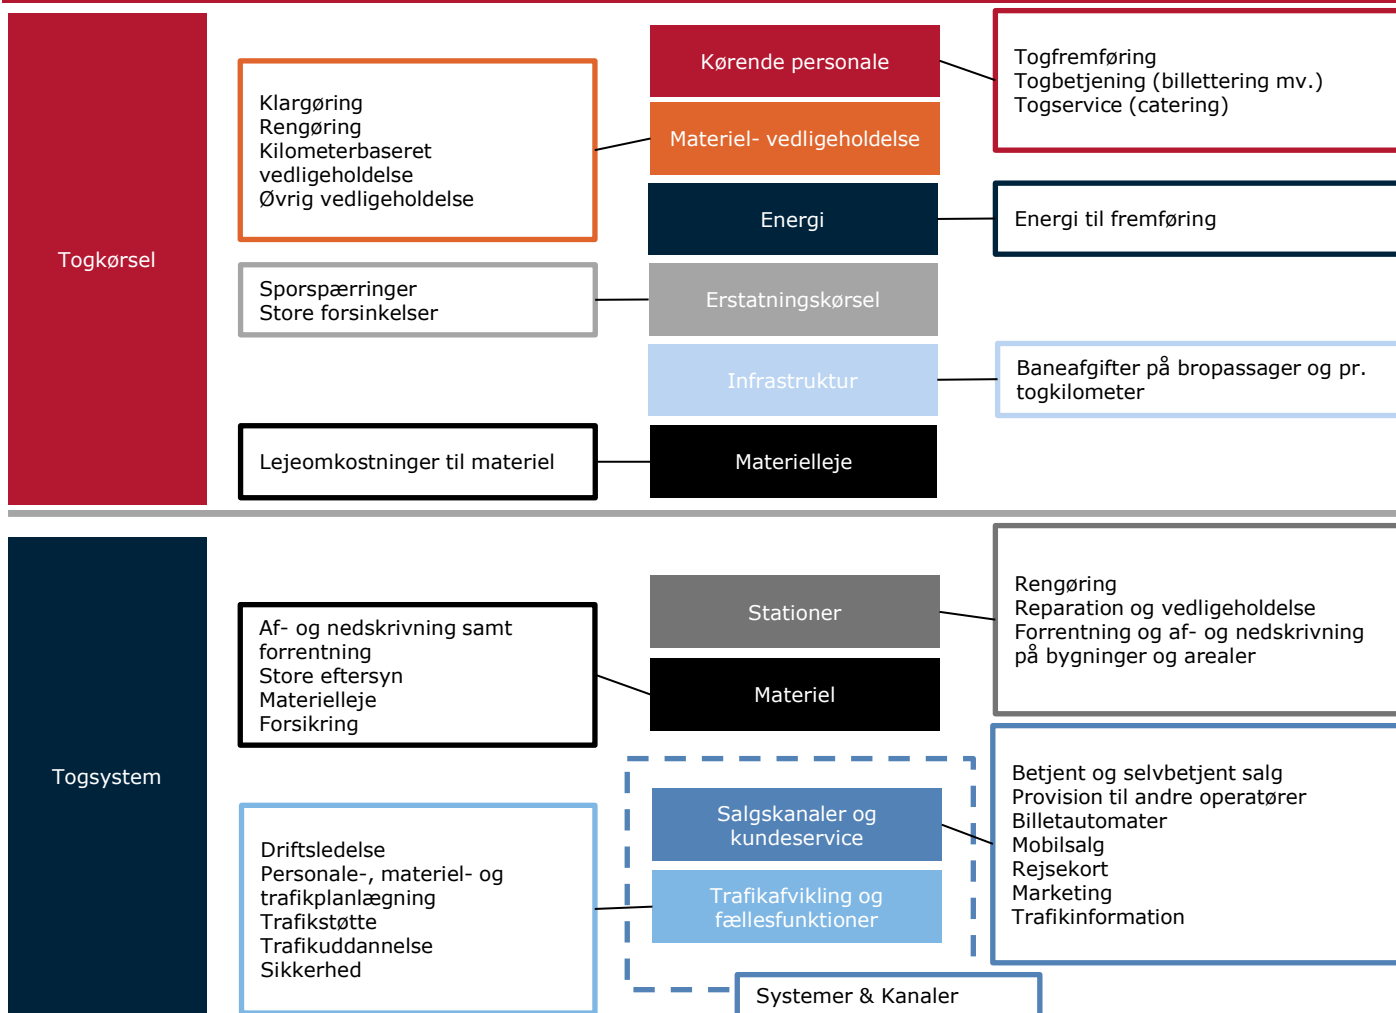 Togkørsel
Klargøring
Rengøring
Kilometerbaseret
vedligeholdelse
Øvrig vedligeholdelse
Kørende personale
Togfremføring
Togbetjening (billettering mv.)
Togservice (catering)
Materiel- vedligeholdelse
Energi
Energi til fremføring
Sporspærringer
Store forsinkelser
Erstatningskørsel
Infrastruktur
Baneafgifter på bropassager og pr.
togkilometer
Lejeomkostninger til materiel
Materielleje
Togsystem
Stationer
Rengøring
Reparation og vedligeholdelse
Forrentning og af- og nedskrivning
på bygninger og arealer
Af- og nedskrivning samt
forrentning
Store eftersyn
Materielleje
Forsikring
Materiel
Salgskanaler og
kundeservice
Betjent og selvbetjent salg
Provision til andre operatører
Billetautomater
Mobilsalg
Rejsekort
Marketing
Trafikinformation
Driftsledelse
Personale-, materiel- og
trafikplanlægning
Trafikstøtte
Trafikuddannelse
Sikkerhed
Trafikafvikling og
fællesfunktioner
Systemer & Kanaler